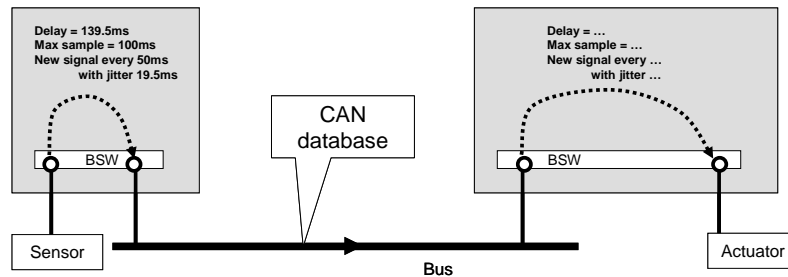 Delay = 139.5ms
Max sample = 100ms
New signal every 50ms
with jitter 19.5ms
BSW
Sensor
CAN
database
Bus
Delay = ...
Max sample = ...
New signal every ...
with jitter ...
BSW
Actuator